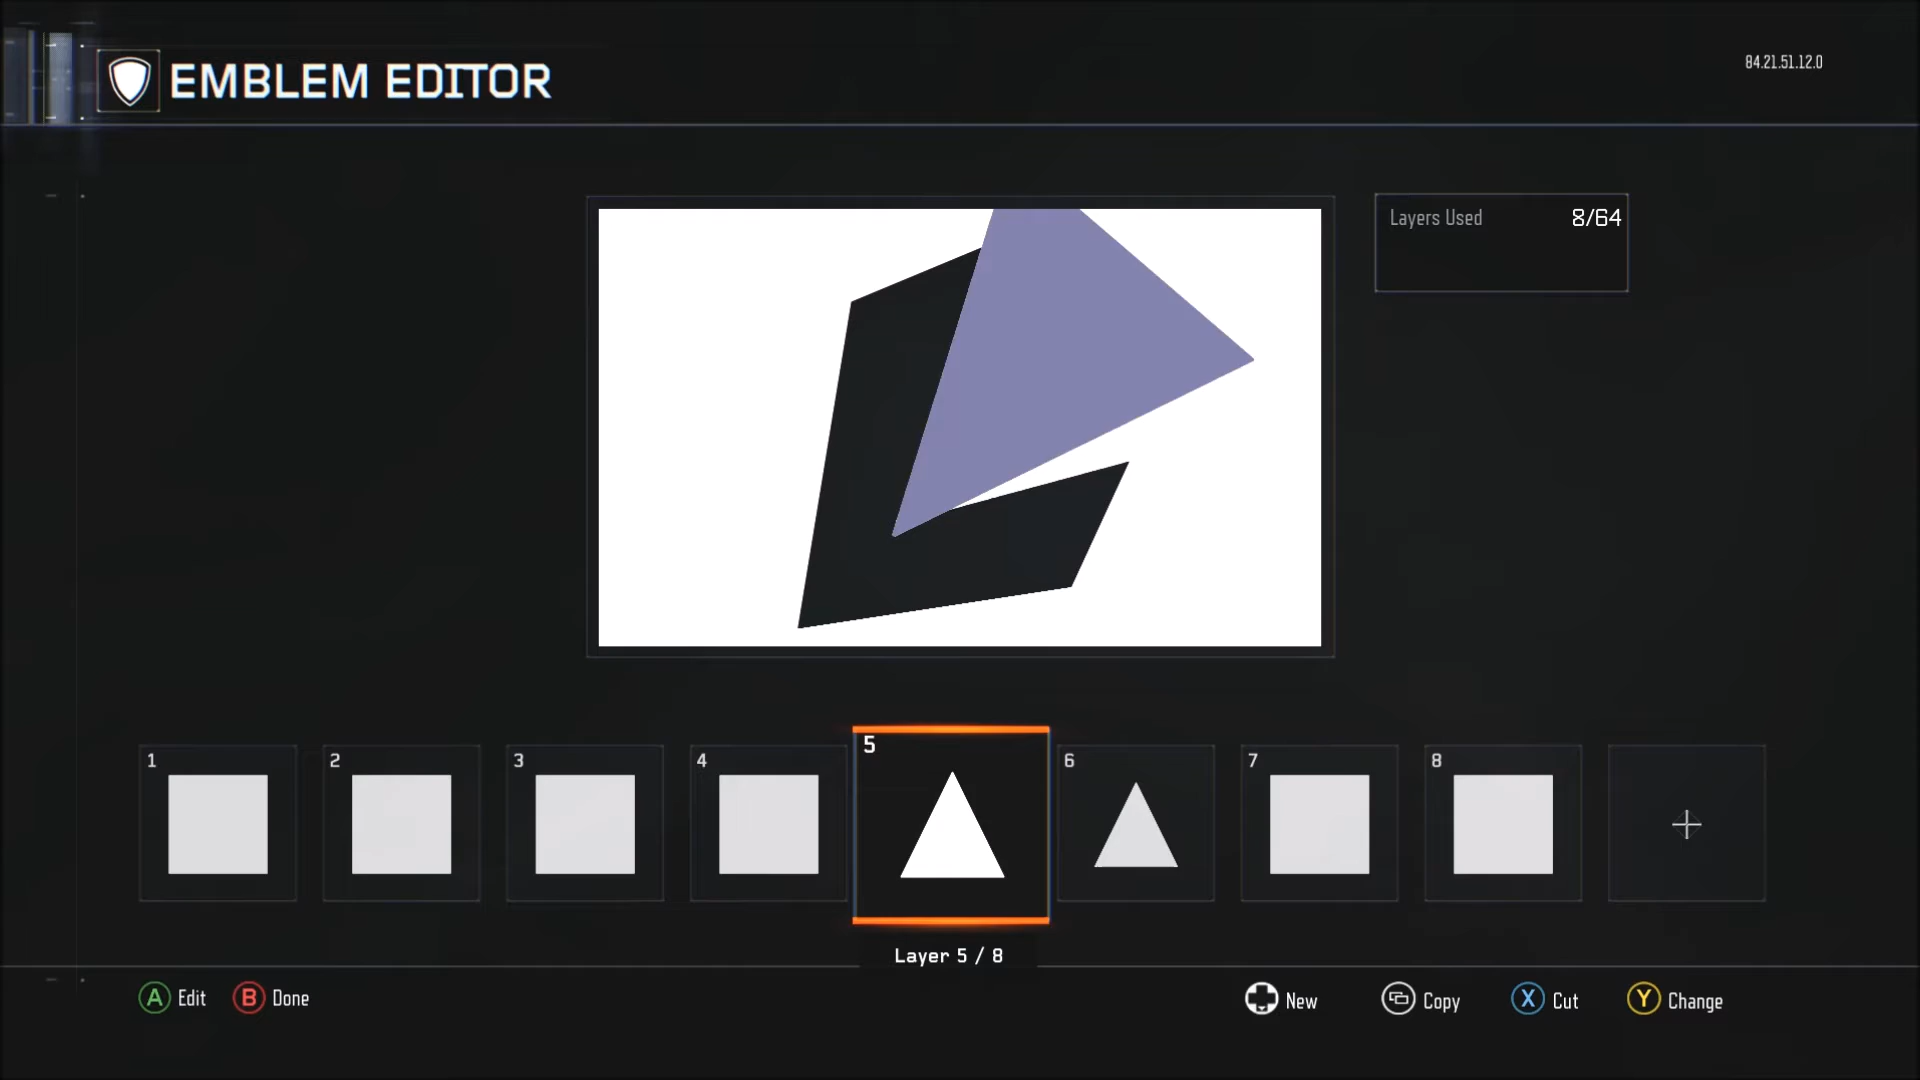 EMBLEM EDITOR
84.21.51.12.0
Layers Used 8/64
1 2 3 4 5 6 7 8
Layer 5 / 8
A Edit B Done New Copy X Cut Y Change